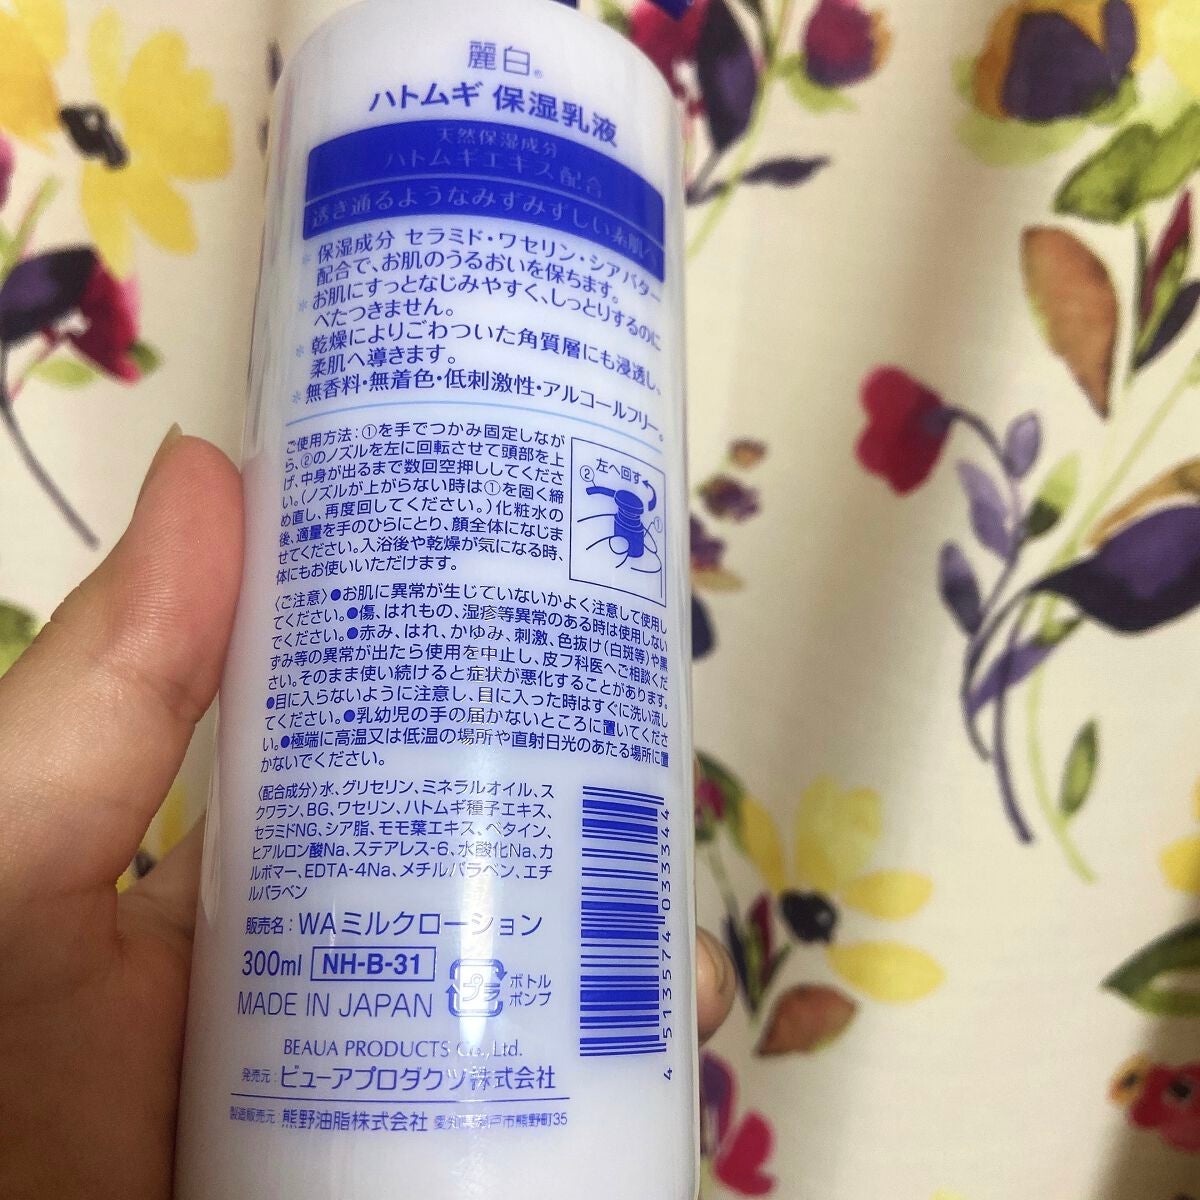 麗白®
ハトムギ 保湿乳液
天然保湿成分
ハトムギエキス配合
透き通るようなみずみずしい素肌へ
*保湿成分 セラミド・ワセリン・シアバター
配合で、お肌のうるおいを保ちます。
*お肌にすっとなじみやすく、しっとりするのに
べたつきません。
*乾燥によりごわついた角質層にも浸透し、
柔肌へ導きます。
*無香料・無着色・低刺激性・アルコールフリー。
ご使用方法：①を手でつかみ固定しなが
ら、②のノズルを左に回転させて頭部を上
げ、中身が出るまで数回空押ししてくださ
い。（ノズルが上がらない時は①を固く締
め直し、再度回してください。）化粧水の
後、適量を手のひらにとり、顔全体になじま
せてください。入浴後や乾燥が気になる時、
体にもお使いいただけます。
左へ回す
②
①
〈ご注意〉●お肌に異常が生じていないかよく注意して使用し
てください。●傷、はれもの、湿疹等異常のある時は使用しない
でください。●赤み、はれ、かゆみ、刺激、色抜け（白斑等）や黒
ずみ等の異常が出たら使用を中止し、皮フ科医へご相談くだ
さい。そのまま使い続けると症状が悪化することがあります。
●目に入らないように注意し、目に入った時はすぐに洗い流し
てください。●乳幼児の手の届かないところに置いてくださ
い。●極端に高温又は低温の場所や直射日光のあたる場所に置
かないでください。
〈配合成分〉水、グリセリン、ミネラルオイル、ス
クワラン、BG、ワセリン、ハトムギ種子エキス、
セラミドNG、シア脂、モモ葉エキス、ベタイン、
ヒアルロン酸Na、ステアレス-6、水酸化Na、カ
ルボマー、EDTA-4Na、メチルパラベン、エチ
ルパラベン
販売名：WAミルクローション
300ml NH-B-31
MADE IN JAPAN
プラ
ボトル
ポンプ
BEAUA PRODUCTS Co.,Ltd.
発売元：ビューアプロダクツ株式会社
製造販売元：熊野油脂株式会社 愛知県瀬戸市熊野町35
4 513574 033344